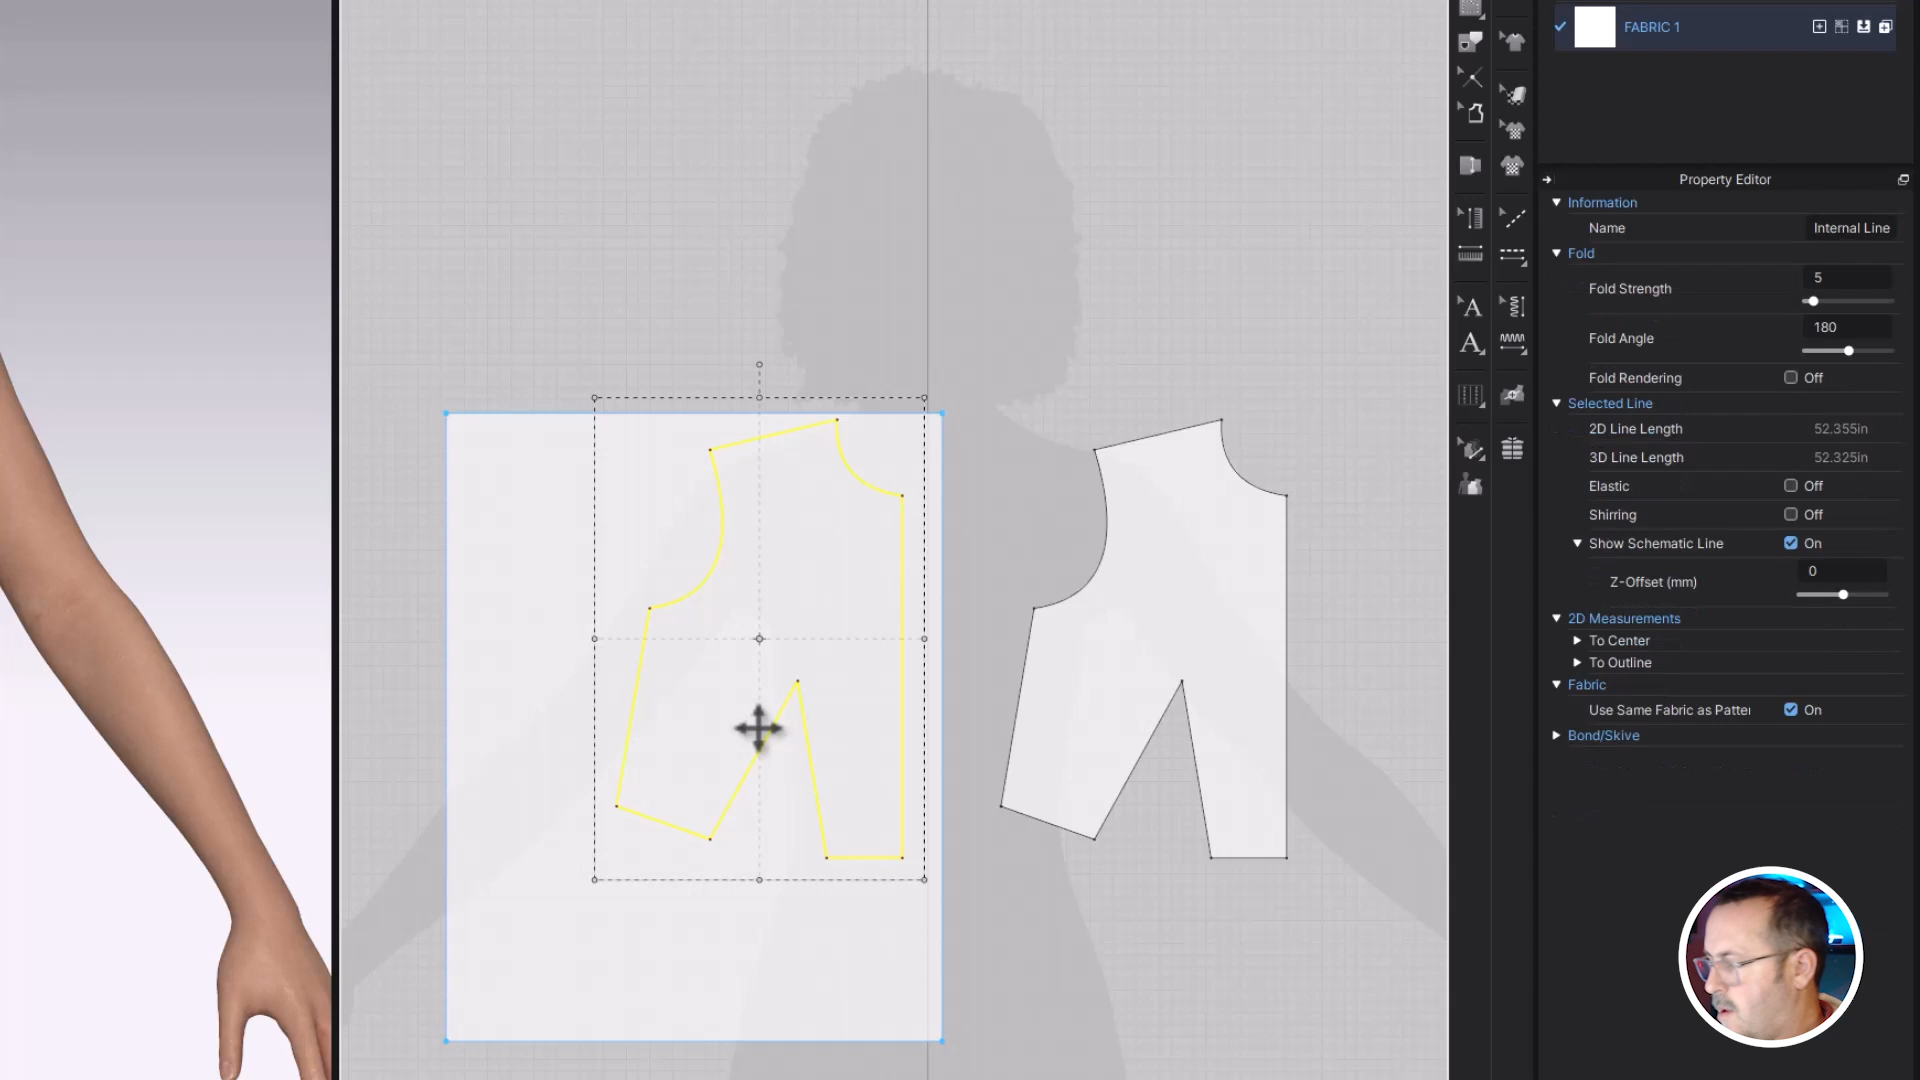 FABRIC 1
Property Editor
Information
Name Internal Line
Fold
Fold Strength 5
Fold Angle 180
Fold Rendering Off
Selected Line
2D Line Length 52.355in
3D Line Length 52.325in
Elastic Off
Shirring Off
Show Schematic Line On
Z-Offset (mm) 0
2D Measurements
To Center
To Outline
Fabric
Use Same Fabric as Patter On
Bond/Skive